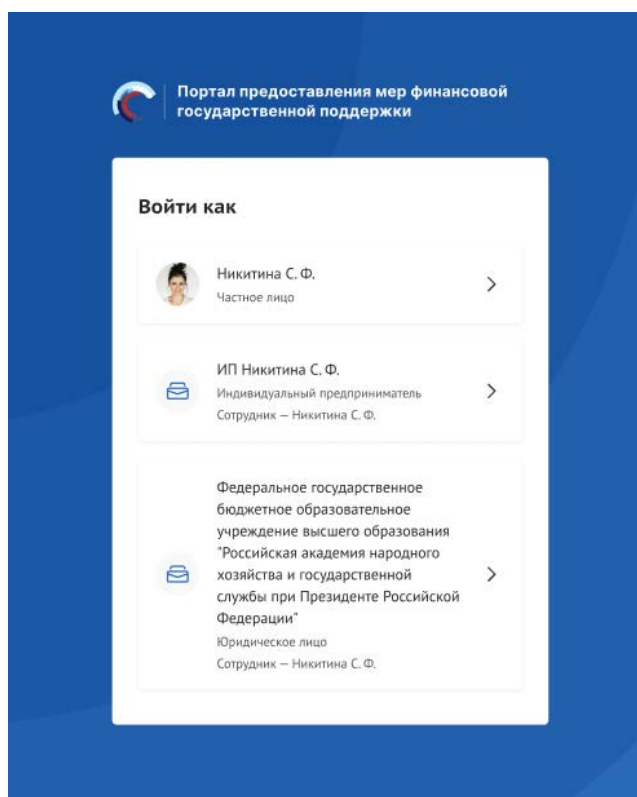 Портал предоставления мер финансовой
государственной поддержки
Войти как
Никитина С. Ф.
Частное лицо
ИП Никитина С. Ф.
Индивидуальный предприниматель
Сотрудник — Никитина С. Ф.
Федеральное государственное
бюджетное образовательное
учреждение высшего образования
"Российская академия народного
хозяйства и государственной
службы при Президенте Российской
Федерации"
Юридическое лицо
Сотрудник — Никитина С. Ф.